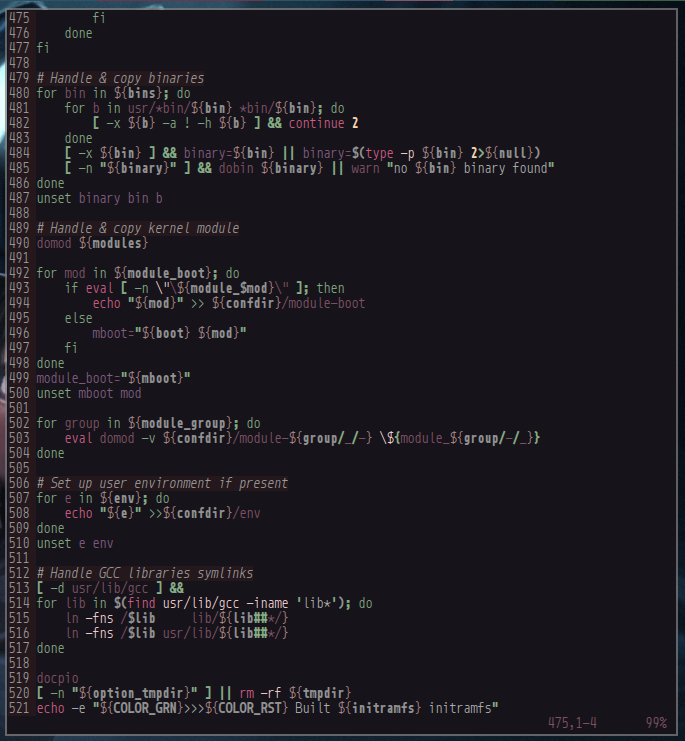 475         fi
476     done
477 fi
478
479 # Handle & copy binaries
480 for bin in ${bins}; do
481     for b in usr/*bin/${bin} *bin/${bin}; do
482         [ -x ${b} -a ! -h ${b} ] && continue 2
483     done
484     [ -x ${bin} ] && binary=${bin} || binary=$(type -p ${bin} 2>${null})
485     [ -n "${binary}" ] && dobin ${binary} || warn "no ${bin} binary found"
486 done
487 unset binary bin b
488
489 # Handle & copy kernel module
490 domod ${modules}
491
492 for mod in ${module_boot}; do
493     if eval [ -n \"\${module_$mod}\" ]; then
494         echo "${mod}" >> ${confdir}/module-boot
495     else
496         mboot="${boot} ${mod}"
497     fi
498 done
499 module_boot="${mboot}"
500 unset mboot mod
501
502 for group in ${module_group}; do
503     eval domod -v ${confdir}/module-${group/_/-} \${module_${group/-/_}}
504 done
505
506 # Set up user environment if present
507 for e in ${env}; do
508     echo "${e}" >>${confdir}/env
509 done
510 unset e env
511
512 # Handle GCC libraries symlinks
513 [ -d usr/lib/gcc ] &&
514 for lib in $(find usr/lib/gcc -iname 'lib*'); do
515     ln -fns /$lib     lib/${lib##*/}
516     ln -fns /$lib usr/lib/${lib##*/}
517 done
518
519 docpio
520 [ -n "${option_tmpdir}" ] || rm -rf ${tmpdir}
521 echo -e "${COLOR_GRN}>>>${COLOR_RST} Built ${initramfs} initramfs"
475,1-4 99%